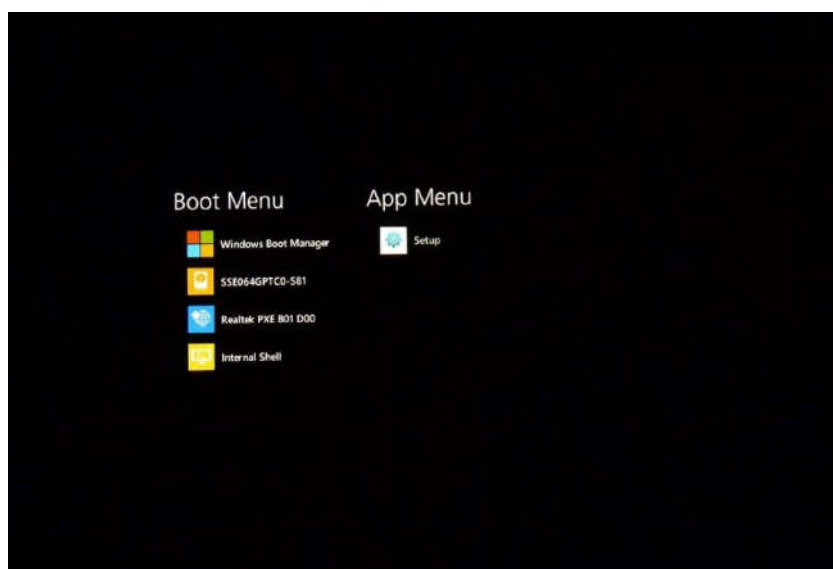 Boot Menu
Windows Boot Manager
SSE064GPTC0-S81
Realtek PXE B01 D00
Internal Shell
App Menu
Setup